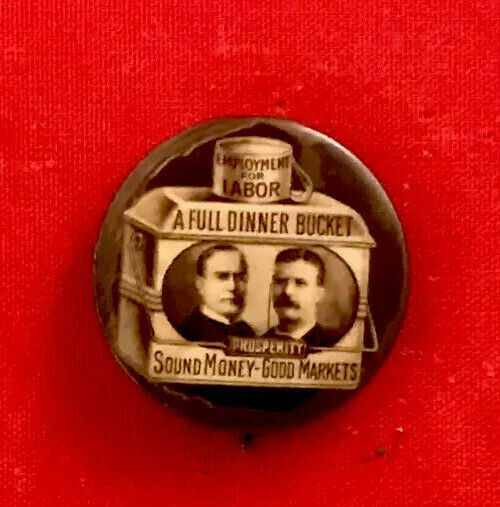 EMPLOYMENT
FOR
LABOR
A FULL DINNER BUCKET
PROSPERITY
SOUND MONEY-GOOD MARKETS